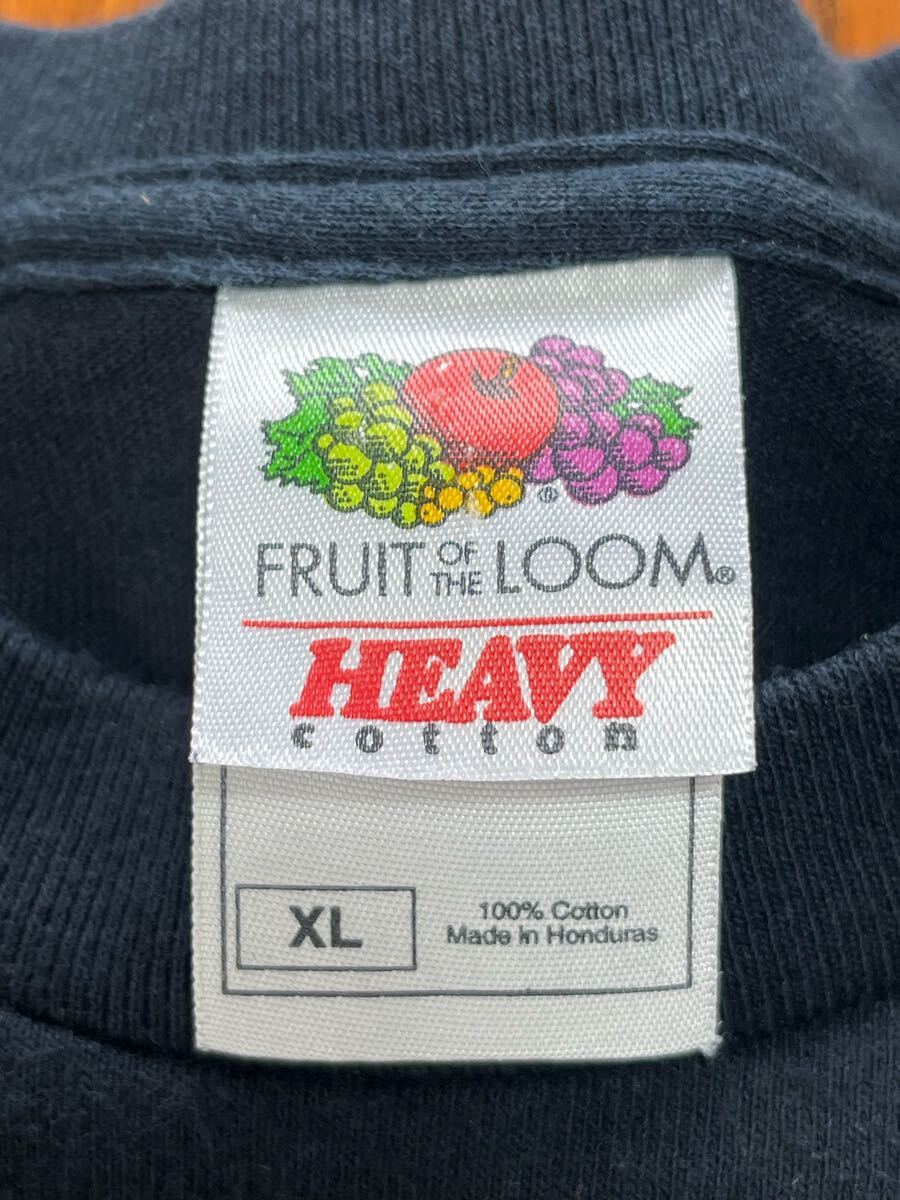 ®
FRUIT OF THE LOOM®
HEAVY
cotton
XL
100% Cotton
Made in Honduras